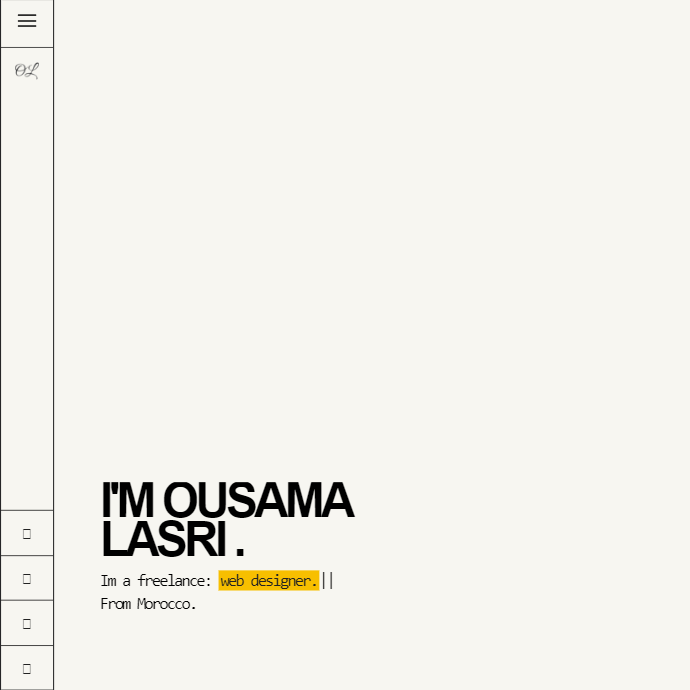 OL
I'M OUSAMA
LASRI .
Im a freelance: web designer.||
From Morocco.